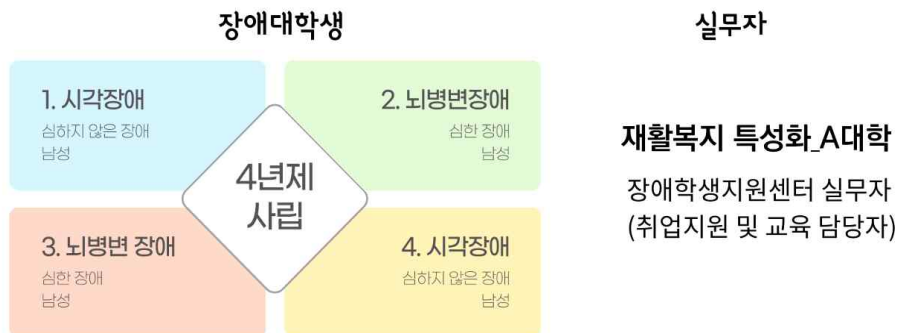 장애대학생
실무자
1. 시각장애
심하지 않은 장애
남성
2. 뇌병변장애
심한 장애
남성
4년제
사립
3. 뇌병변 장애
심한 장애
남성
4. 시각장애
심하지 않은 장애
남성
재활복지 특성화_A대학
장애학생지원센터 실무자
(취업지원 및 교육 담당자)